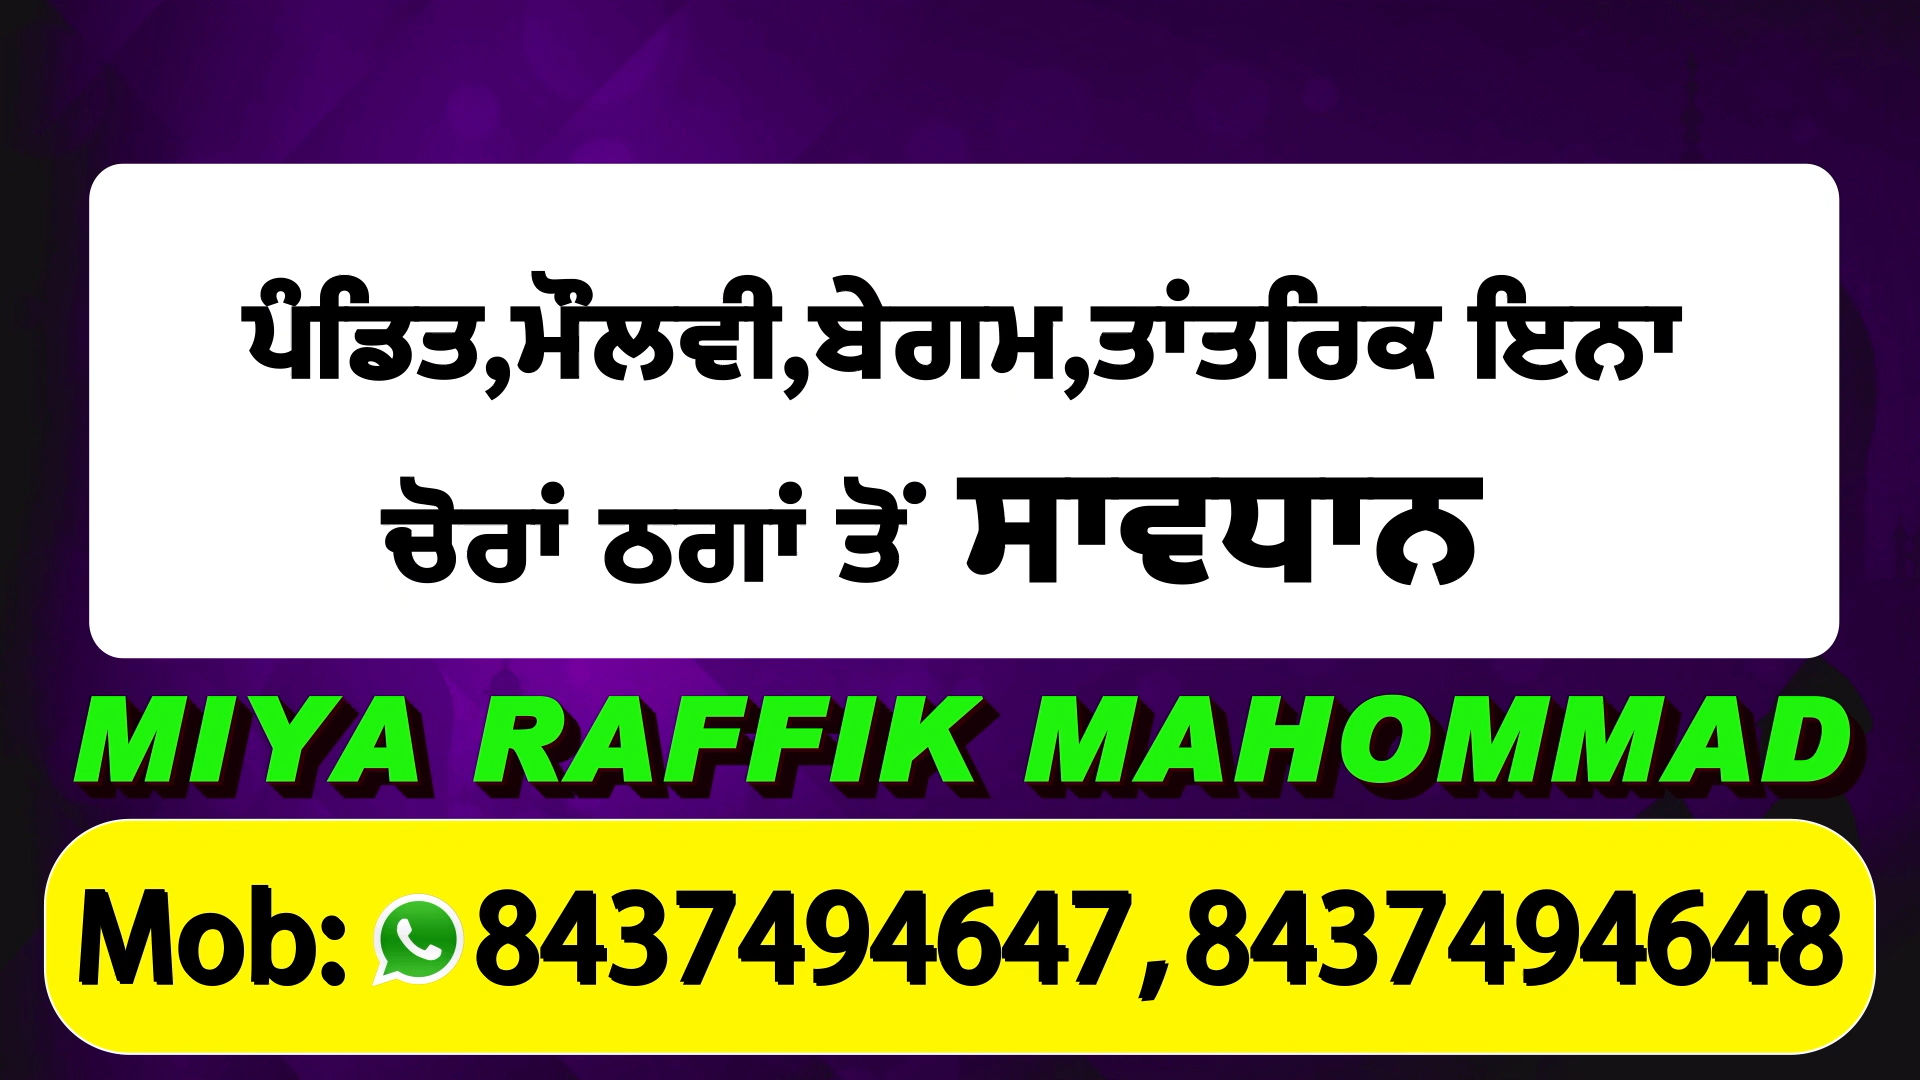 ਪੰਡਿਤ,ਮੌਲਵੀ,ਬੇਗਮ,ਤਾਂਤਰਿਕ ਇਨਾ
ਚੋਰਾਂ ਠਗਾਂ ਤੋਂ ਸਾਵਧਾਨ
MIYA RAFFIK MAHOMMAD
Mob: 8437494647,8437494648